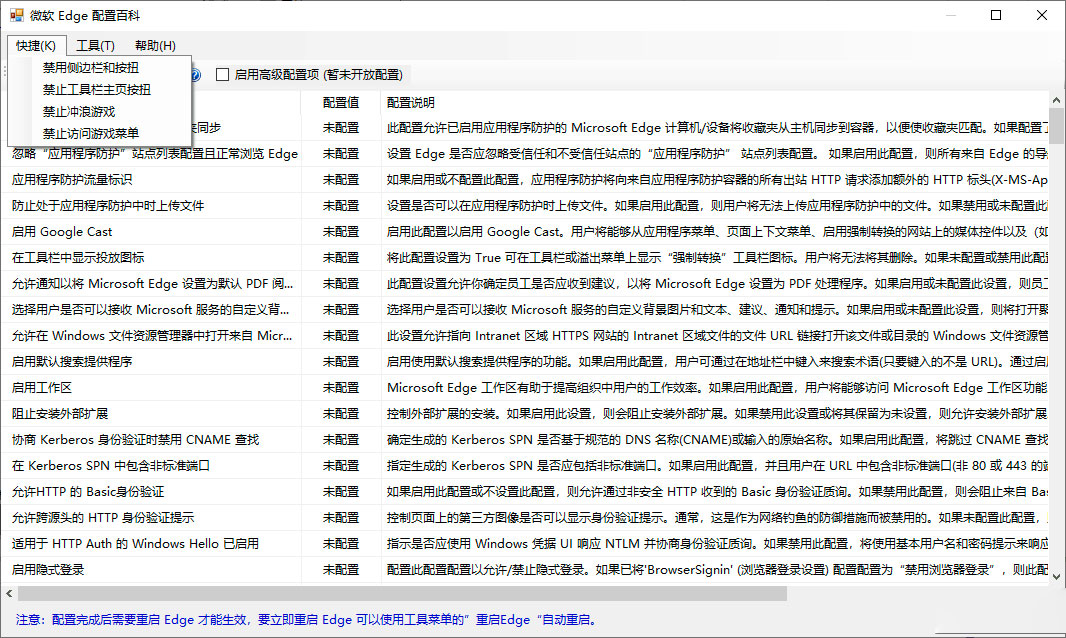 微软 Edge 配置百科
快捷(K) 工具(T) 帮助(H)
禁用侧边栏和按扭
禁止工具栏主页按扭
禁止冲浪游戏
禁止访问游戏菜单
启用高级配置项 (暂未开放配置)
配置值 配置说明
同步 未配置 此配置允许已启用应用程序防护的 Microsoft Edge 计算机/设备将收藏夹从主机同步到容器，以便使收藏夹匹配。如果配置了
忽略“应用程序防护”站点列表配置且正常浏览 Edge 未配置 设置 Edge 是否应忽略受信任和不受信任站点的“应用程序防护” 站点列表配置。 如果启用此配置，则所有来自 Edge 的导
应用程序防护流量标识 未配置 如果启用或不配置此配置，应用程序防护将向来自应用程序防护容器的所有出站 HTTP 请求添加额外的 HTTP 标头(X-MS-Ap
防止处于应用程序防护中时上传文件 未配置 设置是否可以在应用程序防护时上传文件。如果启用此配置，则用户将无法上传应用程序防护中的文件。如果禁用或未配置此
启用 Google Cast 未配置 启用此配置以启用 Google Cast。用户将能够从应用程序菜单、页面上下文菜单、启用强制转换的网站上的媒体控件以及（如
在工具栏中显示投放图标 未配置 将此配置设置为 True 可在工具栏或溢出菜单上显示“强制转换”工具栏图标。用户将无法将其删除。如果未配置或禁用此配
允许通知以将 Microsoft Edge 设置为默认 PDF 阅... 未配置 此配置设置允许你确定员工是否应收到建议，以将 Microsoft Edge 设置为 PDF 处理程序。如果启用或未配置此设置，则员工
选择用户是否可以接收 Microsoft 服务的自定义背... 未配置 选择用户是否可以接收 Microsoft 服务的自定义背景图片和文本、建议、通知和提示。如果启用或未配置此设置，则将打开聚
允许在 Windows 文件资源管理器中打开来自 Micr... 未配置 此设置允许指向 Intranet 区域 HTTPS 网站的 Intranet 区域文件的文件 URL 链接打开该文件或目录的 Windows 文件资源管
启用默认搜索提供程序 未配置 启用使用默认搜索提供程序的功能。如果启用此配置，用户可通过在地址栏中键入来搜索术语(只要键入的不是 URL)。通过启
启用工作区 未配置 Microsoft Edge 工作区有助于提高组织中用户的工作效率。如果启用此配置，用户将能够访问 Microsoft Edge 工作区功能
阻止安装外部扩展 未配置 控制外部扩展的安装。如果启用此设置，则会阻止安装外部扩展。如果禁用此设置或将其保留为未设置，则允许安装外部扩展
协商 Kerberos 身份验证时禁用 CNAME 查找 未配置 确定生成的 Kerberos SPN 是否基于规范的 DNS 名称(CNAME)或输入的原始名称。如果启用此配置，将跳过 CNAME 查找
在 Kerberos SPN 中包含非标准端口 未配置 指定生成的 Kerberos SPN 是否应包括非标准端口。如果启用此配置，并且用户在 URL 中包含非标准端口(非 80 或 443 的端
允许HTTP 的 Basic身份验证 未配置 如果启用此配置或不设置此配置，则允许通过非安全 HTTP 收到的 Basic 身份验证质询。如果禁用此配置，则会阻止来自 Bas
允许跨源头的 HTTP 身份验证提示 未配置 控制页面上的第三方图像是否可以显示身份验证提示。通常，这是作为网络钓鱼的防御措施而被禁用的。如果未配置此配置，
适用于 HTTP Auth 的 Windows Hello 已启用 未配置 指示是否应使用 Windows 凭据 UI 响应 NTLM 并协商身份验证质询。如果禁用此配置，将使用基本用户名和密码提示来响应
启用隐式登录 未配置 配置此配置配置以允许/禁止隐式登录。如果已将'BrowserSignin' (浏览器登录设置) 配置配置为“禁用浏览器登录”，则此配
注意：配置完成后需要重启 Edge 才能生效，要立即重启 Edge 可以使用工具菜单的”重启Edge“自动重启。